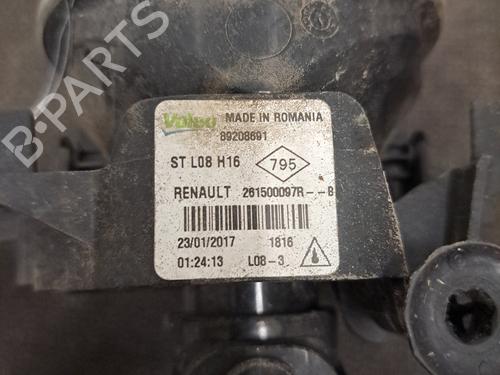 B-PARTS
Valeo MADE IN ROMANIA
89208691
ST L08 H16 795
RENAULT 261500097R---B
23/01/2017 1816
01:24:13 L08-3